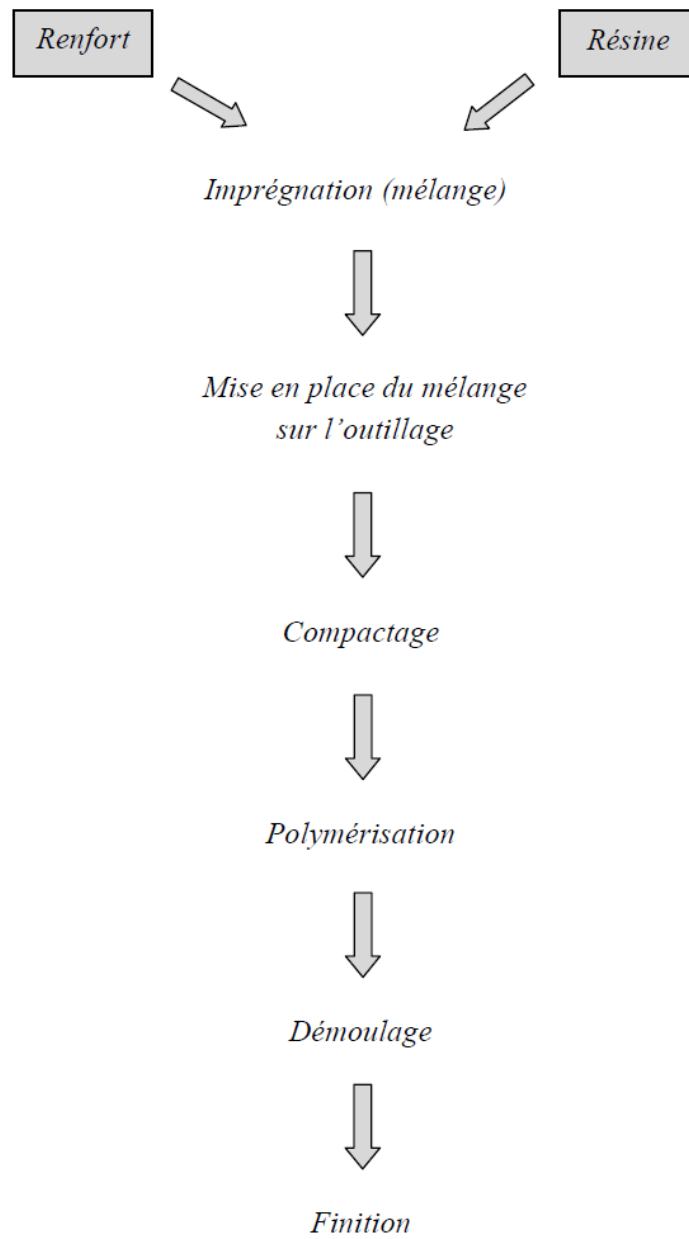 Renfort
Résine
Imprégnation (mélange)
Mise en place du mélange
sur l’outillage
Compactage
Polymérisation
Démoulage
Finition